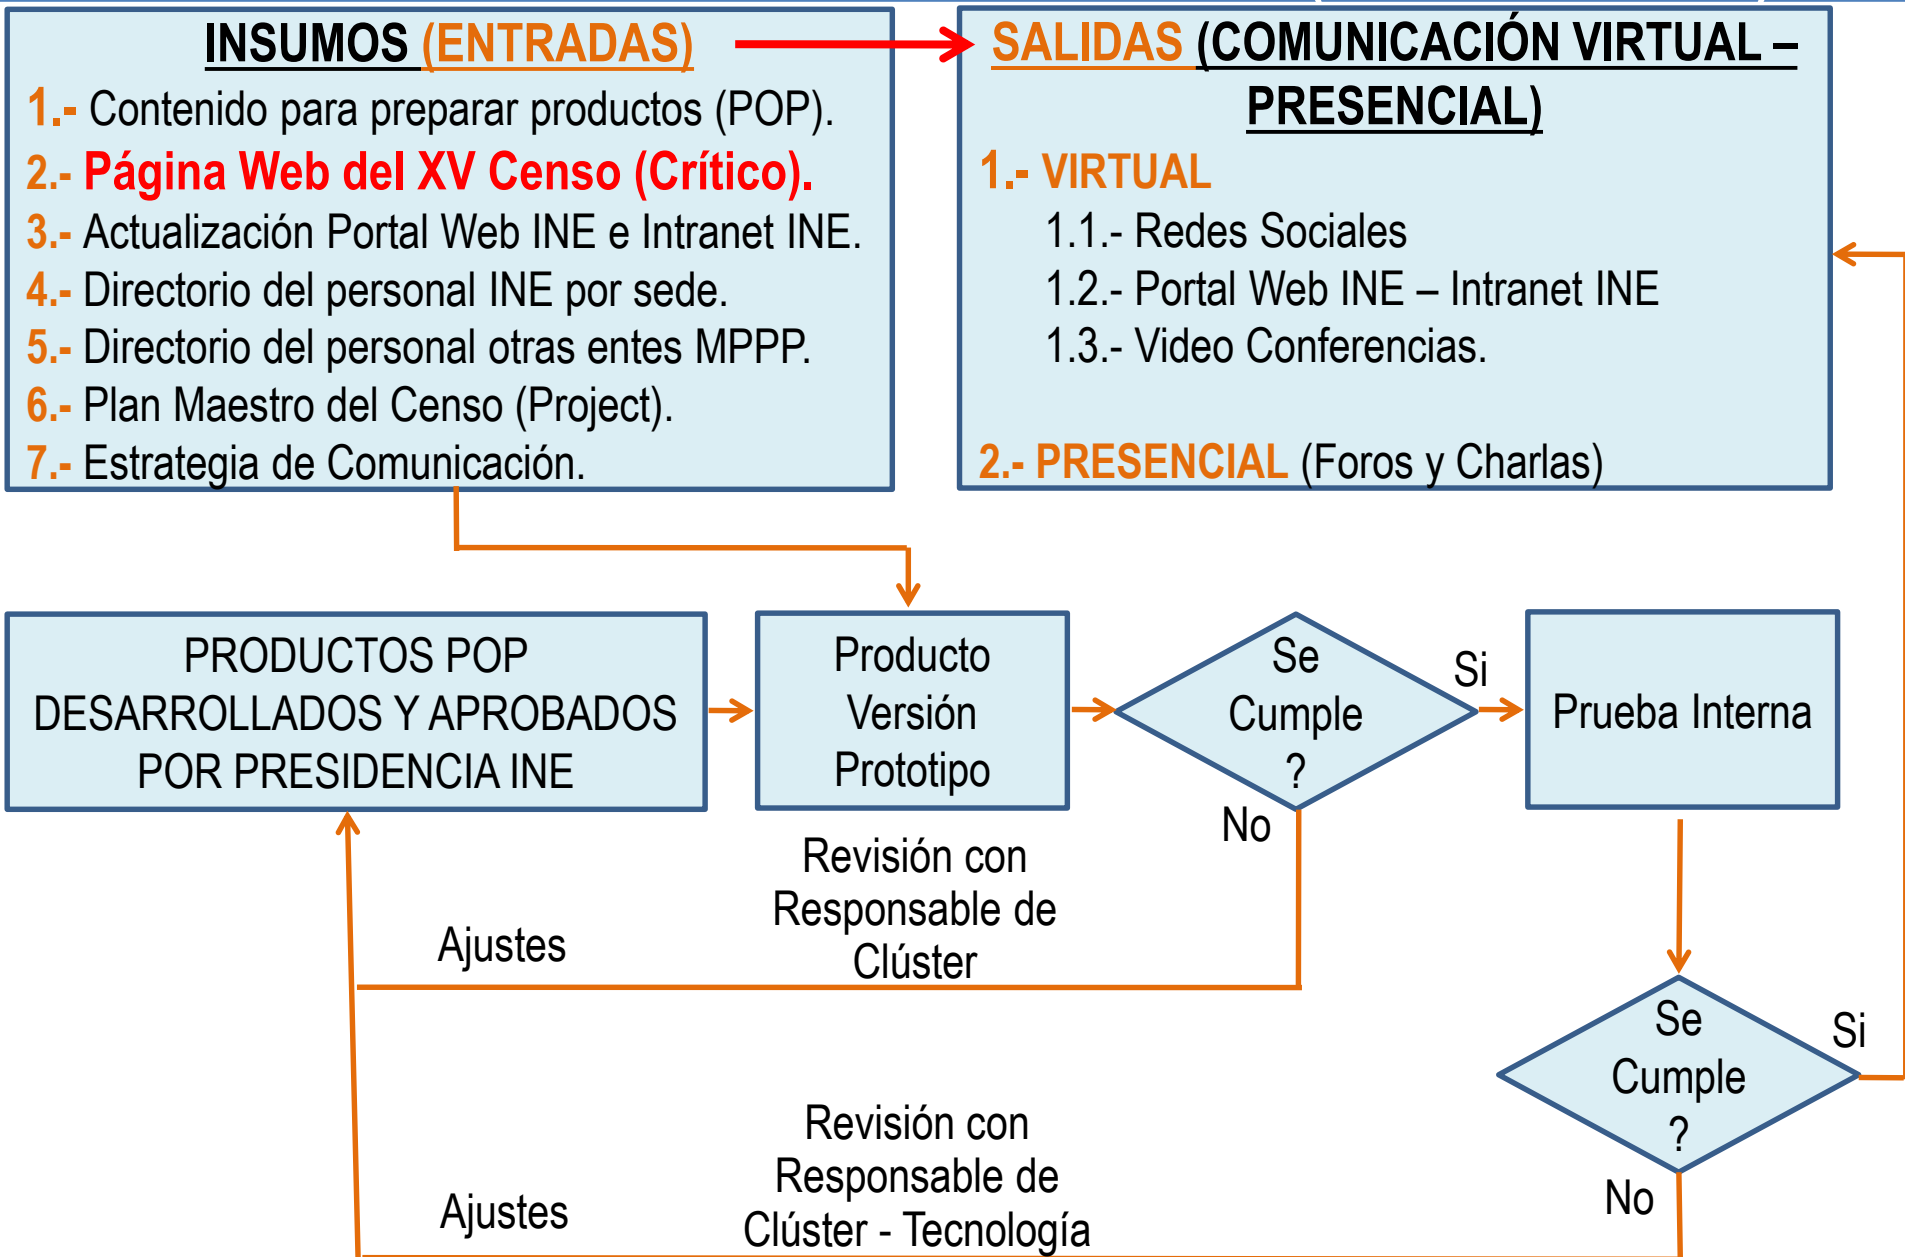 INSUMOS (ENTRADAS)
1.- Contenido para preparar productos (POP).
2.- Página Web del XV Censo (Crítico).
3.- Actualización Portal Web INE e Intranet INE.
4.- Directorio del personal INE por sede.
5.- Directorio del personal otras entes MPPP.
6.- Plan Maestro del Censo (Project).
7.- Estrategia de Comunicación.
SALIDAS (COMUNICACIÓN VIRTUAL –
PRESENCIAL)
1.- VIRTUAL
1.1.- Redes Sociales
1.2.- Portal Web INE – Intranet INE
1.3.- Video Conferencias.
2.- PRESENCIAL (Foros y Charlas)
PRODUCTOS POP
DESARROLLADOS Y APROBADOS
POR PRESIDENCIA INE
Producto
Versión
Prototipo
Se
Cumple
?
Si
No
Prueba Interna
Revisión con
Responsable de
Clúster
Ajustes
Se
Cumple
?
Si
No
Revisión con
Responsable de
Clúster - Tecnología
Ajustes